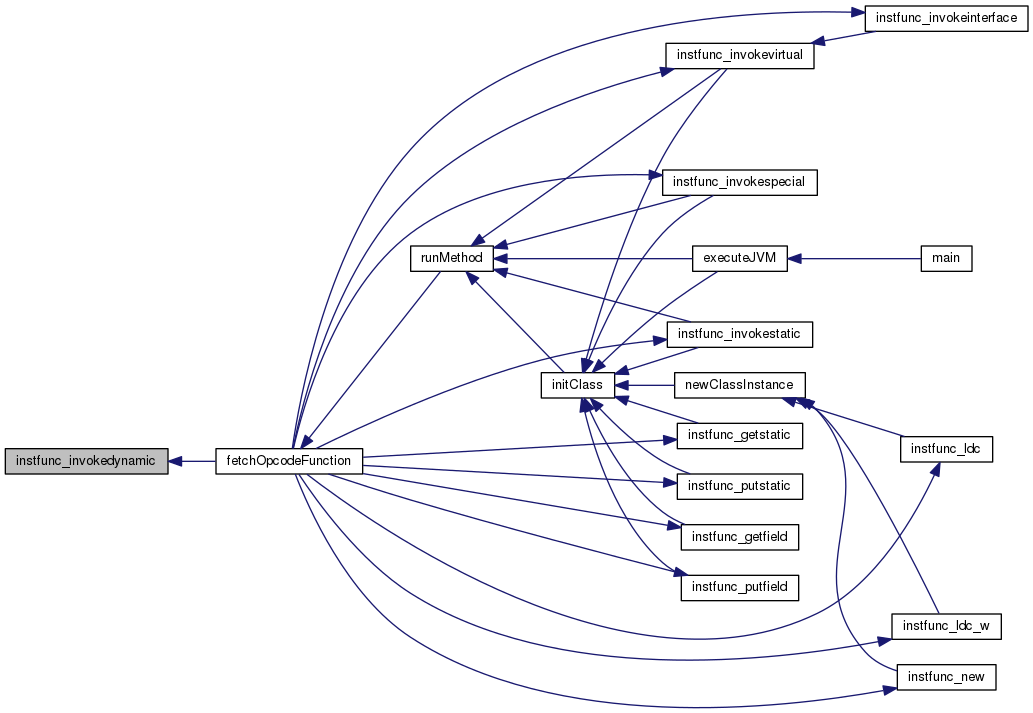 instfunc_invokeinterface
instfunc_invokevirtual
instfunc_invokespecial
runMethod
executeJVM
main
instfunc_invokestatic
initClass
newClassInstance
instfunc_getstatic
instfunc_ldc
instfunc_invokedynamic
fetchOpcodeFunction
instfunc_putstatic
instfunc_getfield
instfunc_putfield
instfunc_ldc_w
instfunc_new